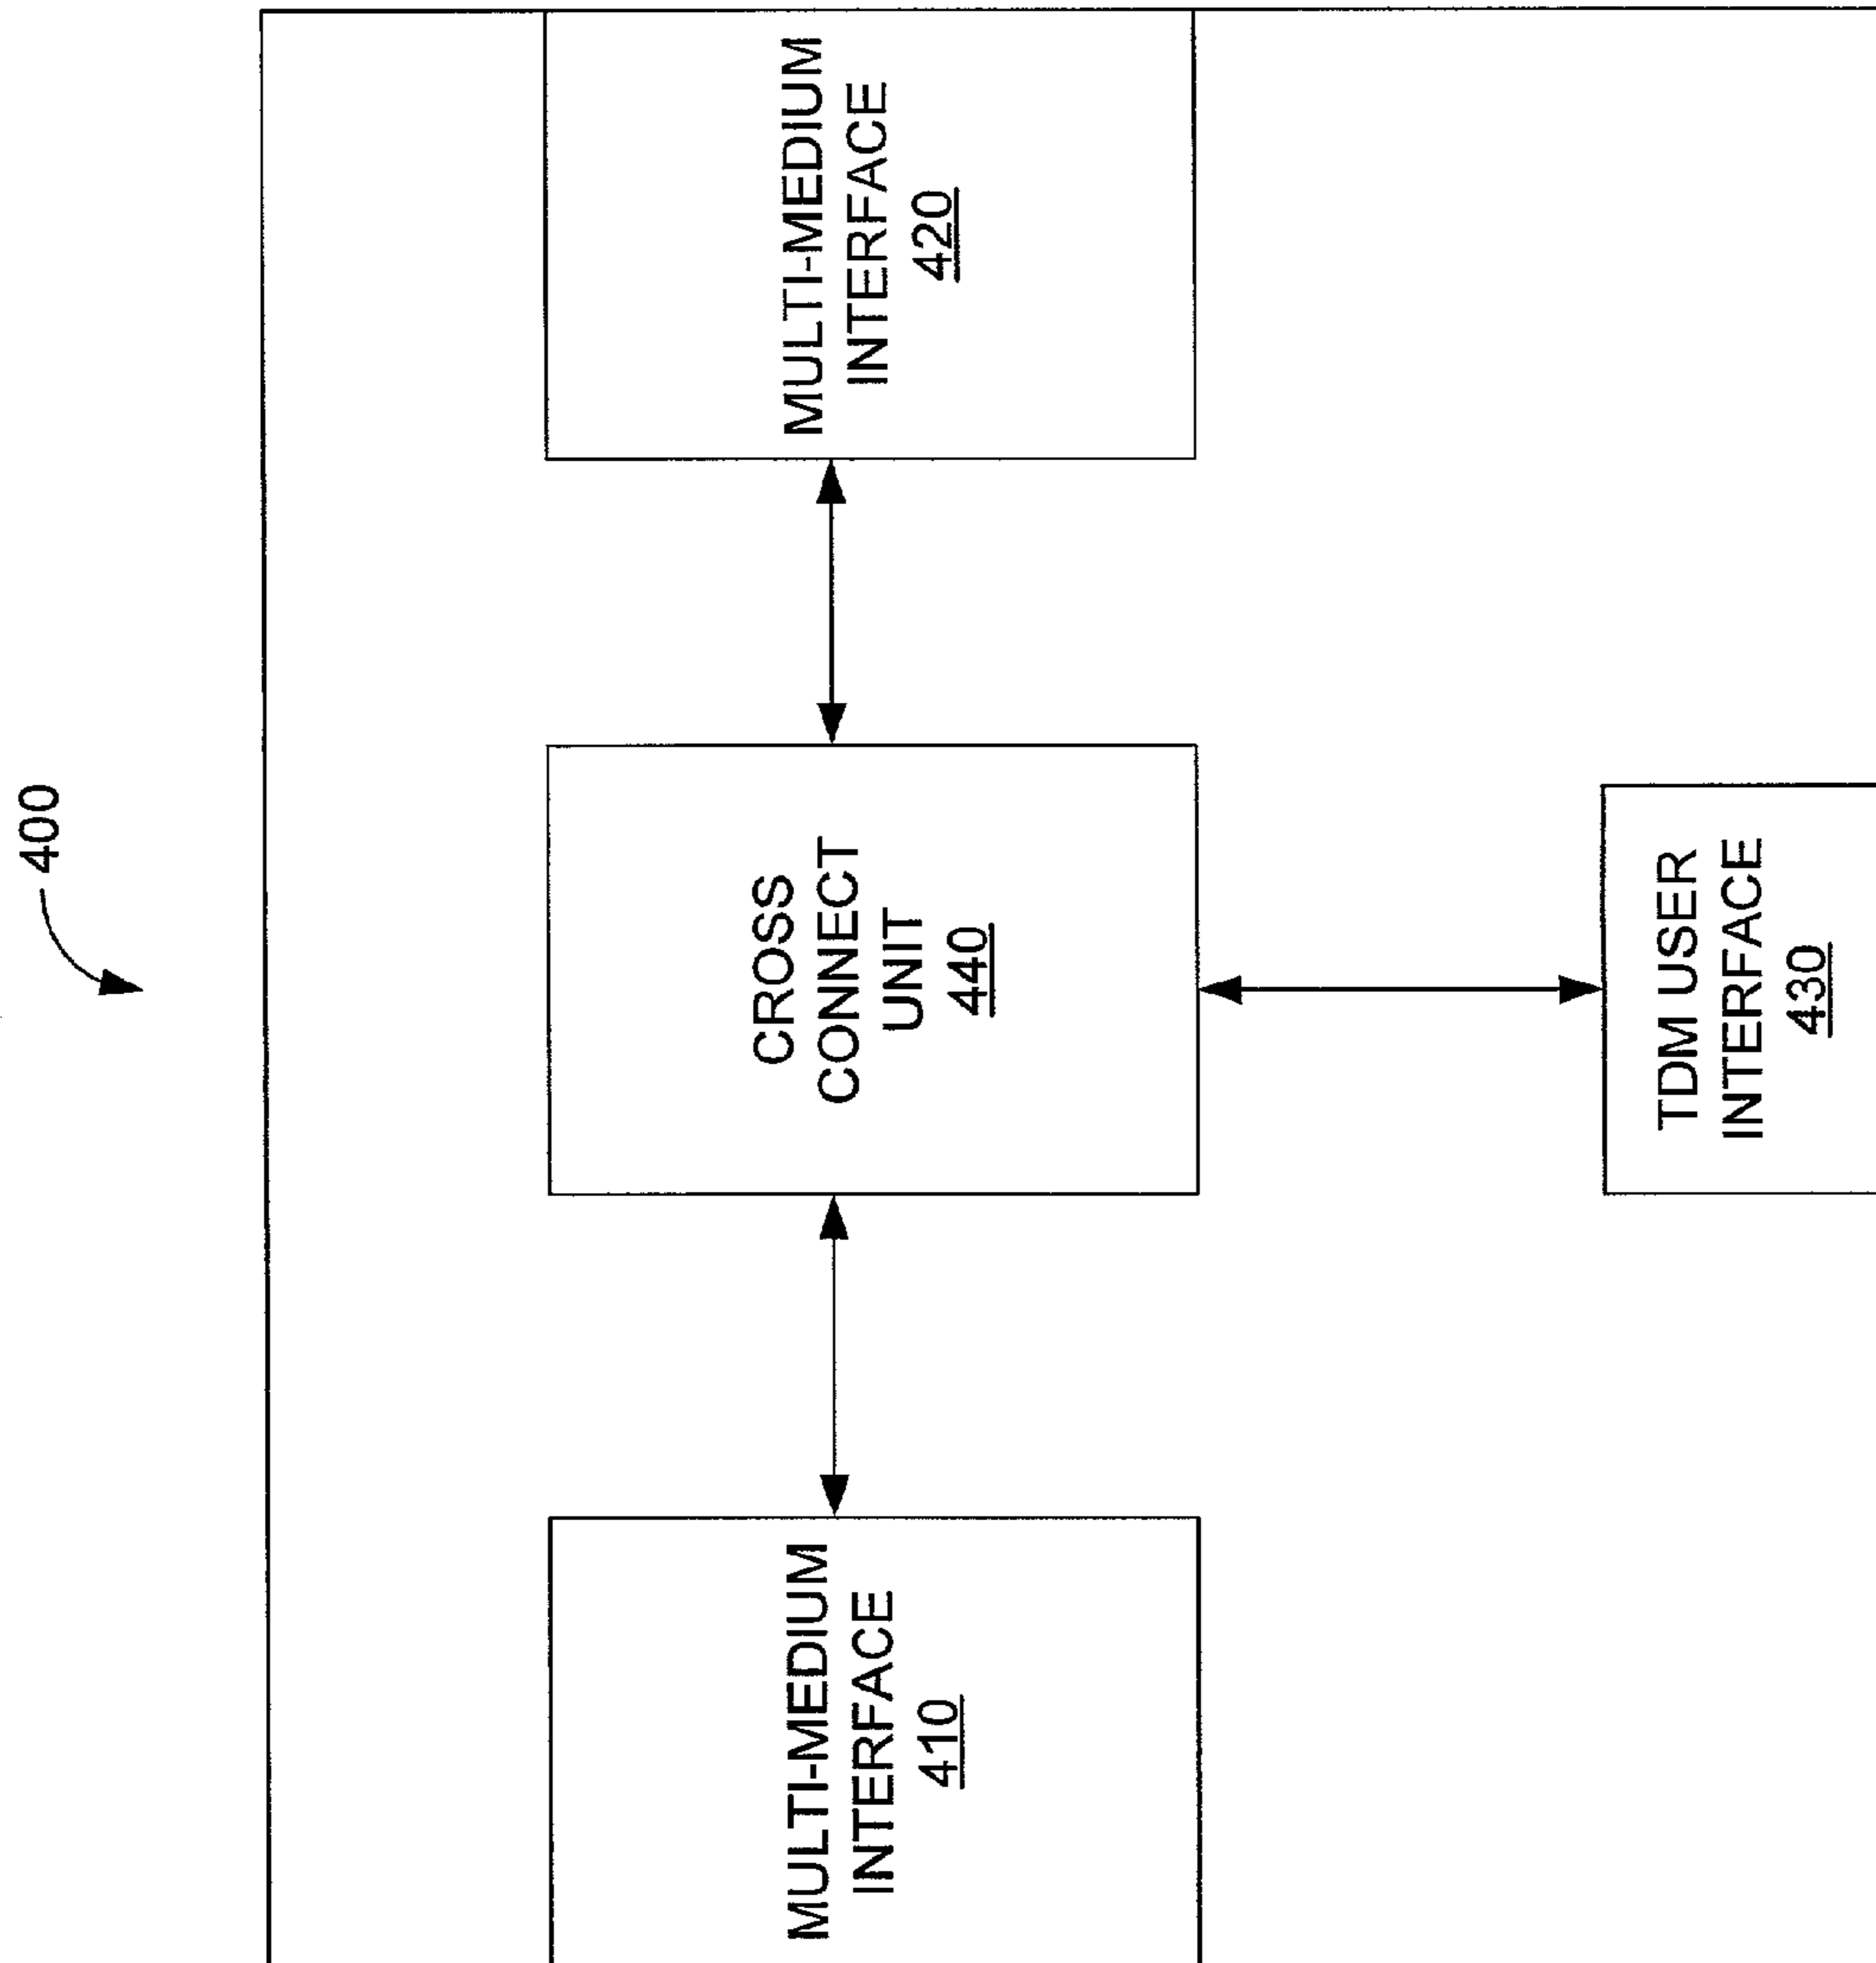 400
MULTI-MEDIUM
INTERFACE
410
CROSS
CONNECT
UNIT
440
MULTI-MEDIUM
INTERFACE
420
TDM USER
INTERFACE
430